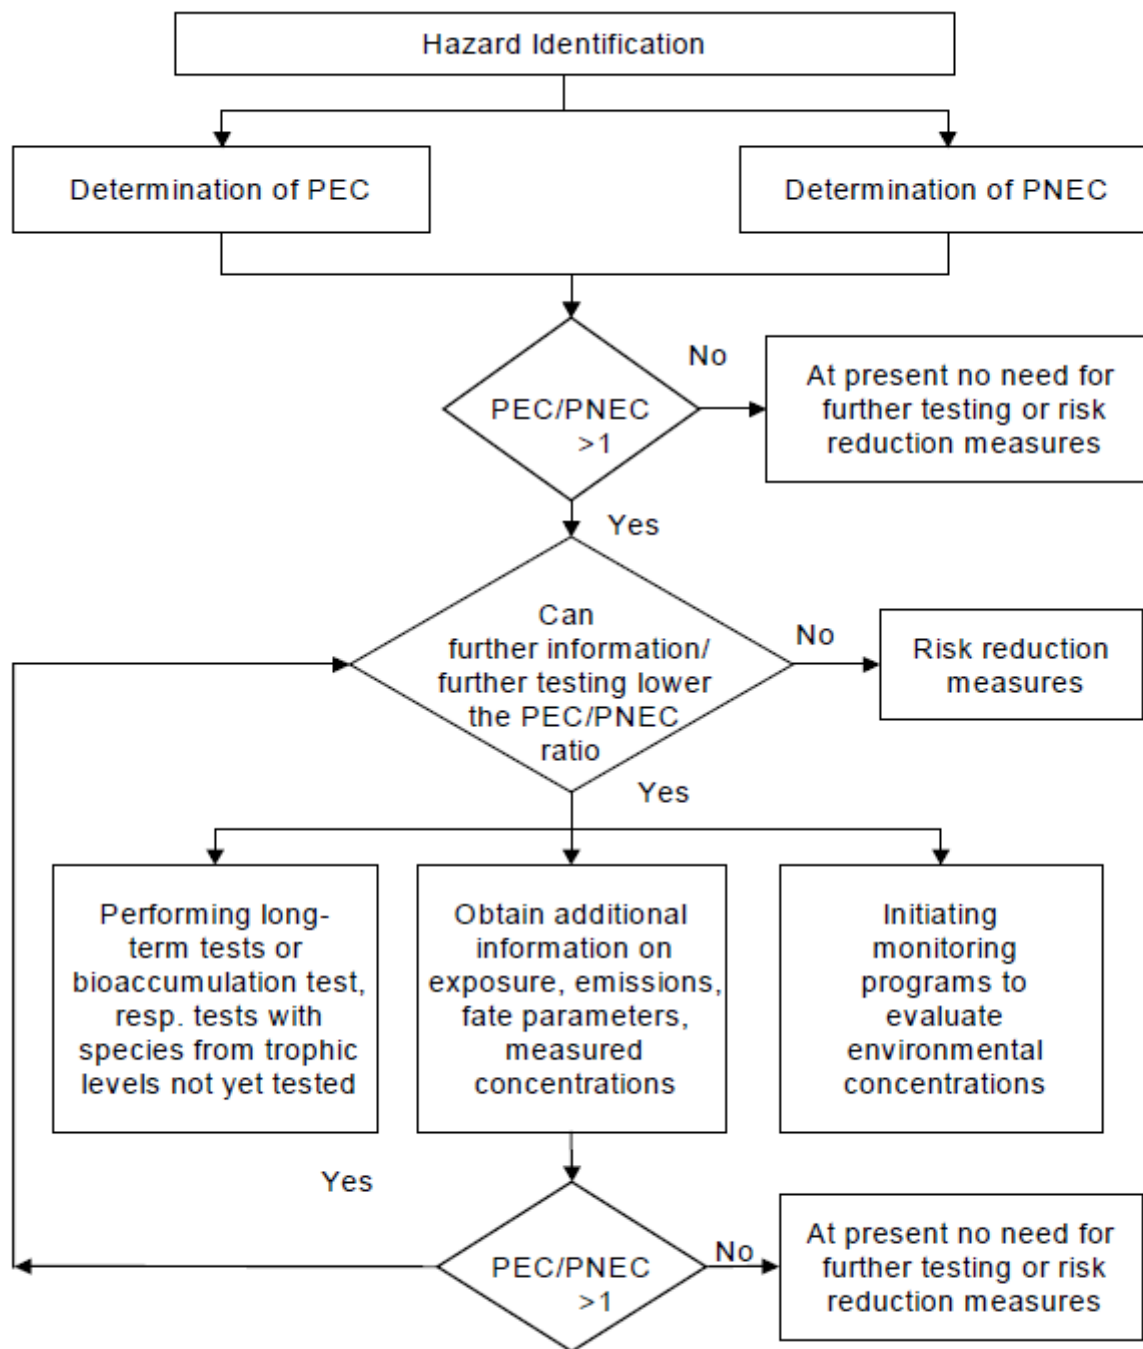 Hazard Identification
Determination of PEC
Determination of PNEC
PEC/PNEC
>1
No
At present no need for
further testing or risk
reduction measures
Yes
Can
further information/
further testing lower
the PEC/PNEC
ratio
No
Risk reduction
measures
Yes
Performing long-
term tests or
bioaccumulation test,
resp. tests with
species from trophic
levels not yet tested
Obtain additional
information on
exposure, emissions,
fate parameters,
measured
concentrations
Initiating
monitoring
programs to
evaluate
environmental
concentrations
Yes
PEC/PNEC
>1
No
At present no need for
further testing or risk
reduction measures